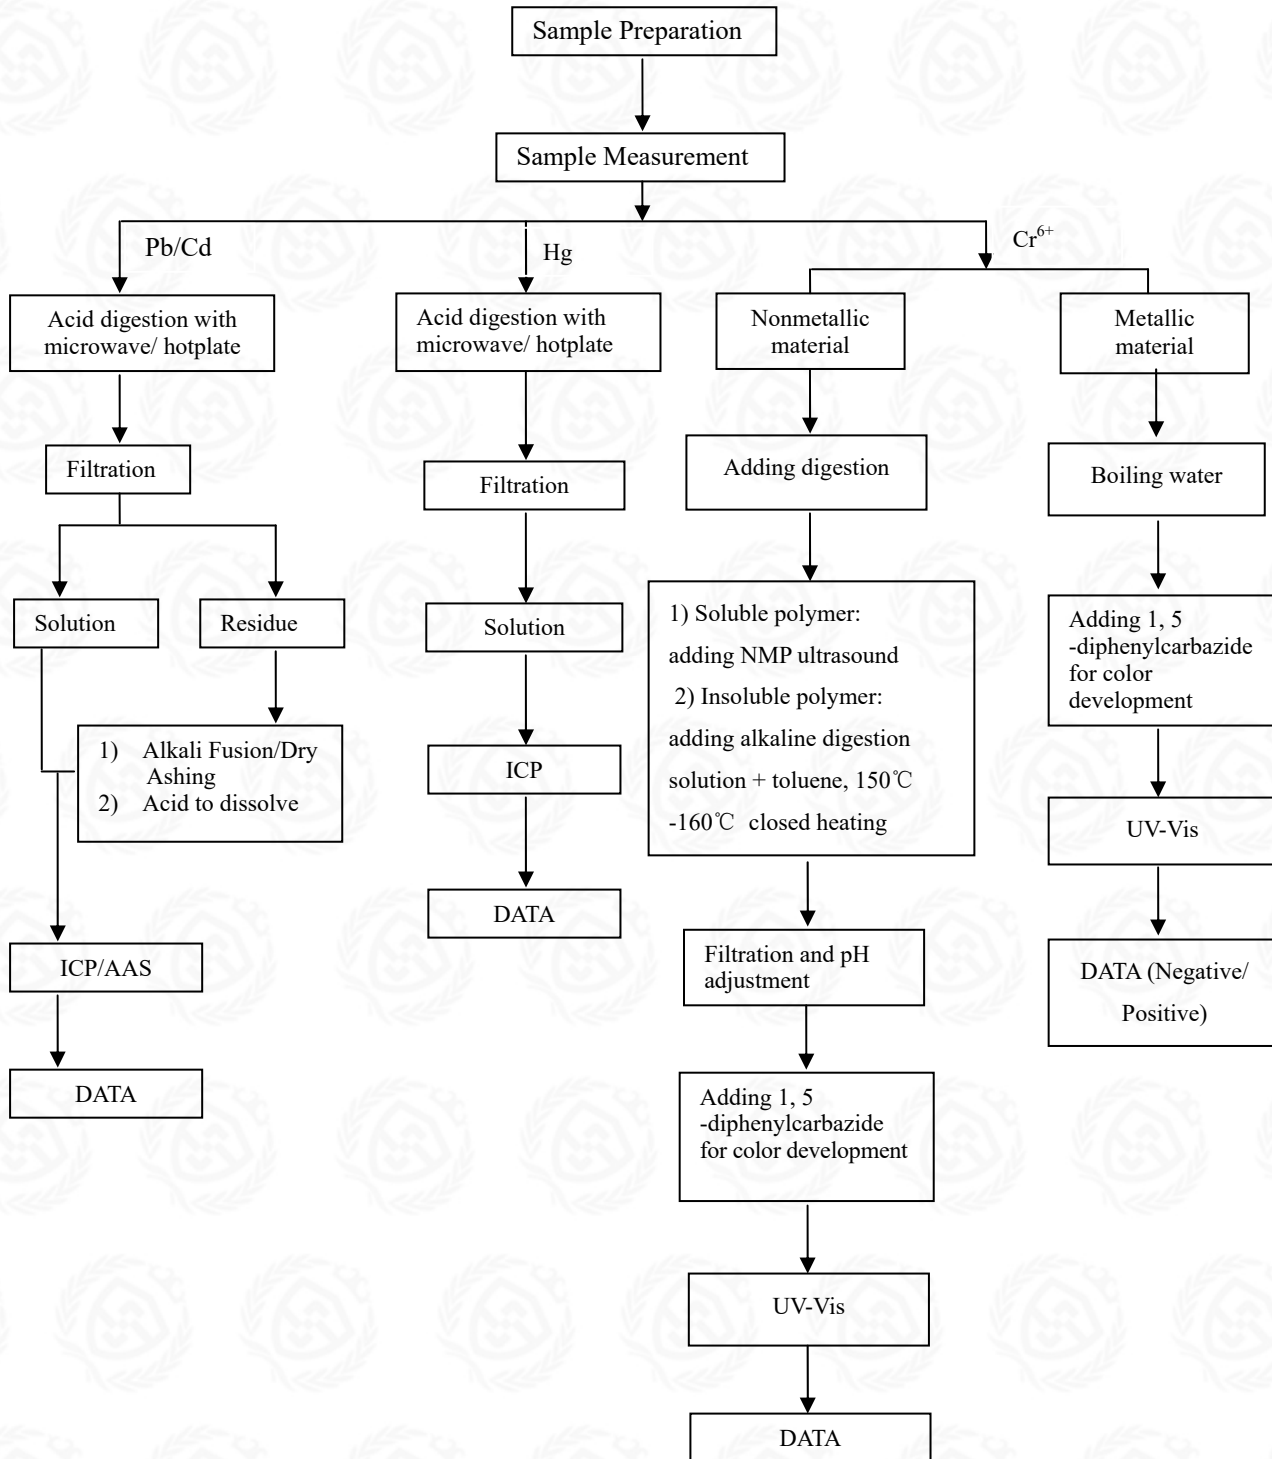 Sample Preparation
Sample Measurement
Pb/Cd
Hg
Cr⁶⁺
Acid digestion with
microwave/ hotplate
Filtration
Solution
Residue
1) Alkali Fusion/Dry
Ashing
2) Acid to dissolve
ICP/AAS
DATA
Acid digestion with
microwave/ hotplate
Filtration
Solution
ICP
DATA
Nonmetallic
material
Adding digestion
1) Soluble polymer:
adding NMP ultrasound
2) Insoluble polymer:
adding alkaline digestion
solution + toluene, 150℃
-160℃ closed heating
Filtration and pH
adjustment
Adding 1, 5
-diphenylcarbazide
for color development
UV-Vis
DATA
Metallic
material
Boiling water
Adding 1, 5
-diphenylcarbazide
for color
development
UV-Vis
DATA (Negative/
Positive)